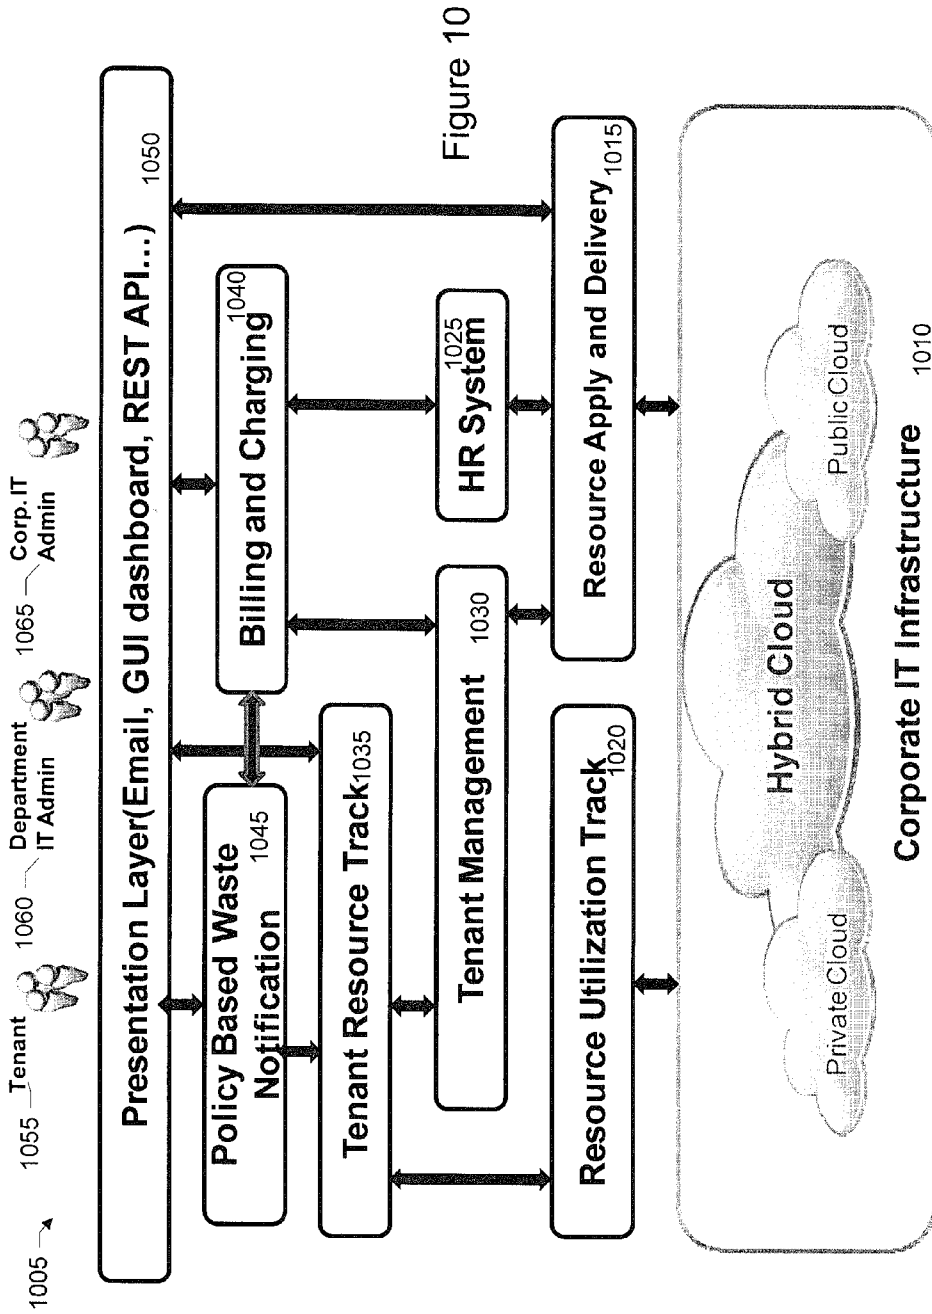 1005
1055
Tenant
1060
Department
IT Admin
1065
Corp. IT
Admin
Presentation Layer(Email, GUI dashboard, REST API...)
1050
Policy Based Waste
Notification
1045
Billing and Charging
1040
Tenant Resource Track
1035
Tenant Management
1030
HR System
1025
Resource Utilization Track
1020
Resource Apply and Delivery
1015
Private Cloud
Hybrid Cloud
Public Cloud
Corporate IT Infrastructure
1010
Figure 10